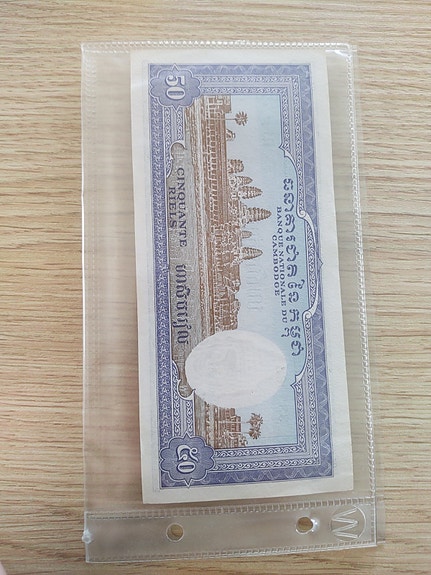 ធនាគារជាតិនៃកម្ពុជា
BANQUE NATIONALE DU
CAMBODGE
50
CINQUANTE
RIELS
ហាសិបរៀល
៥០
W